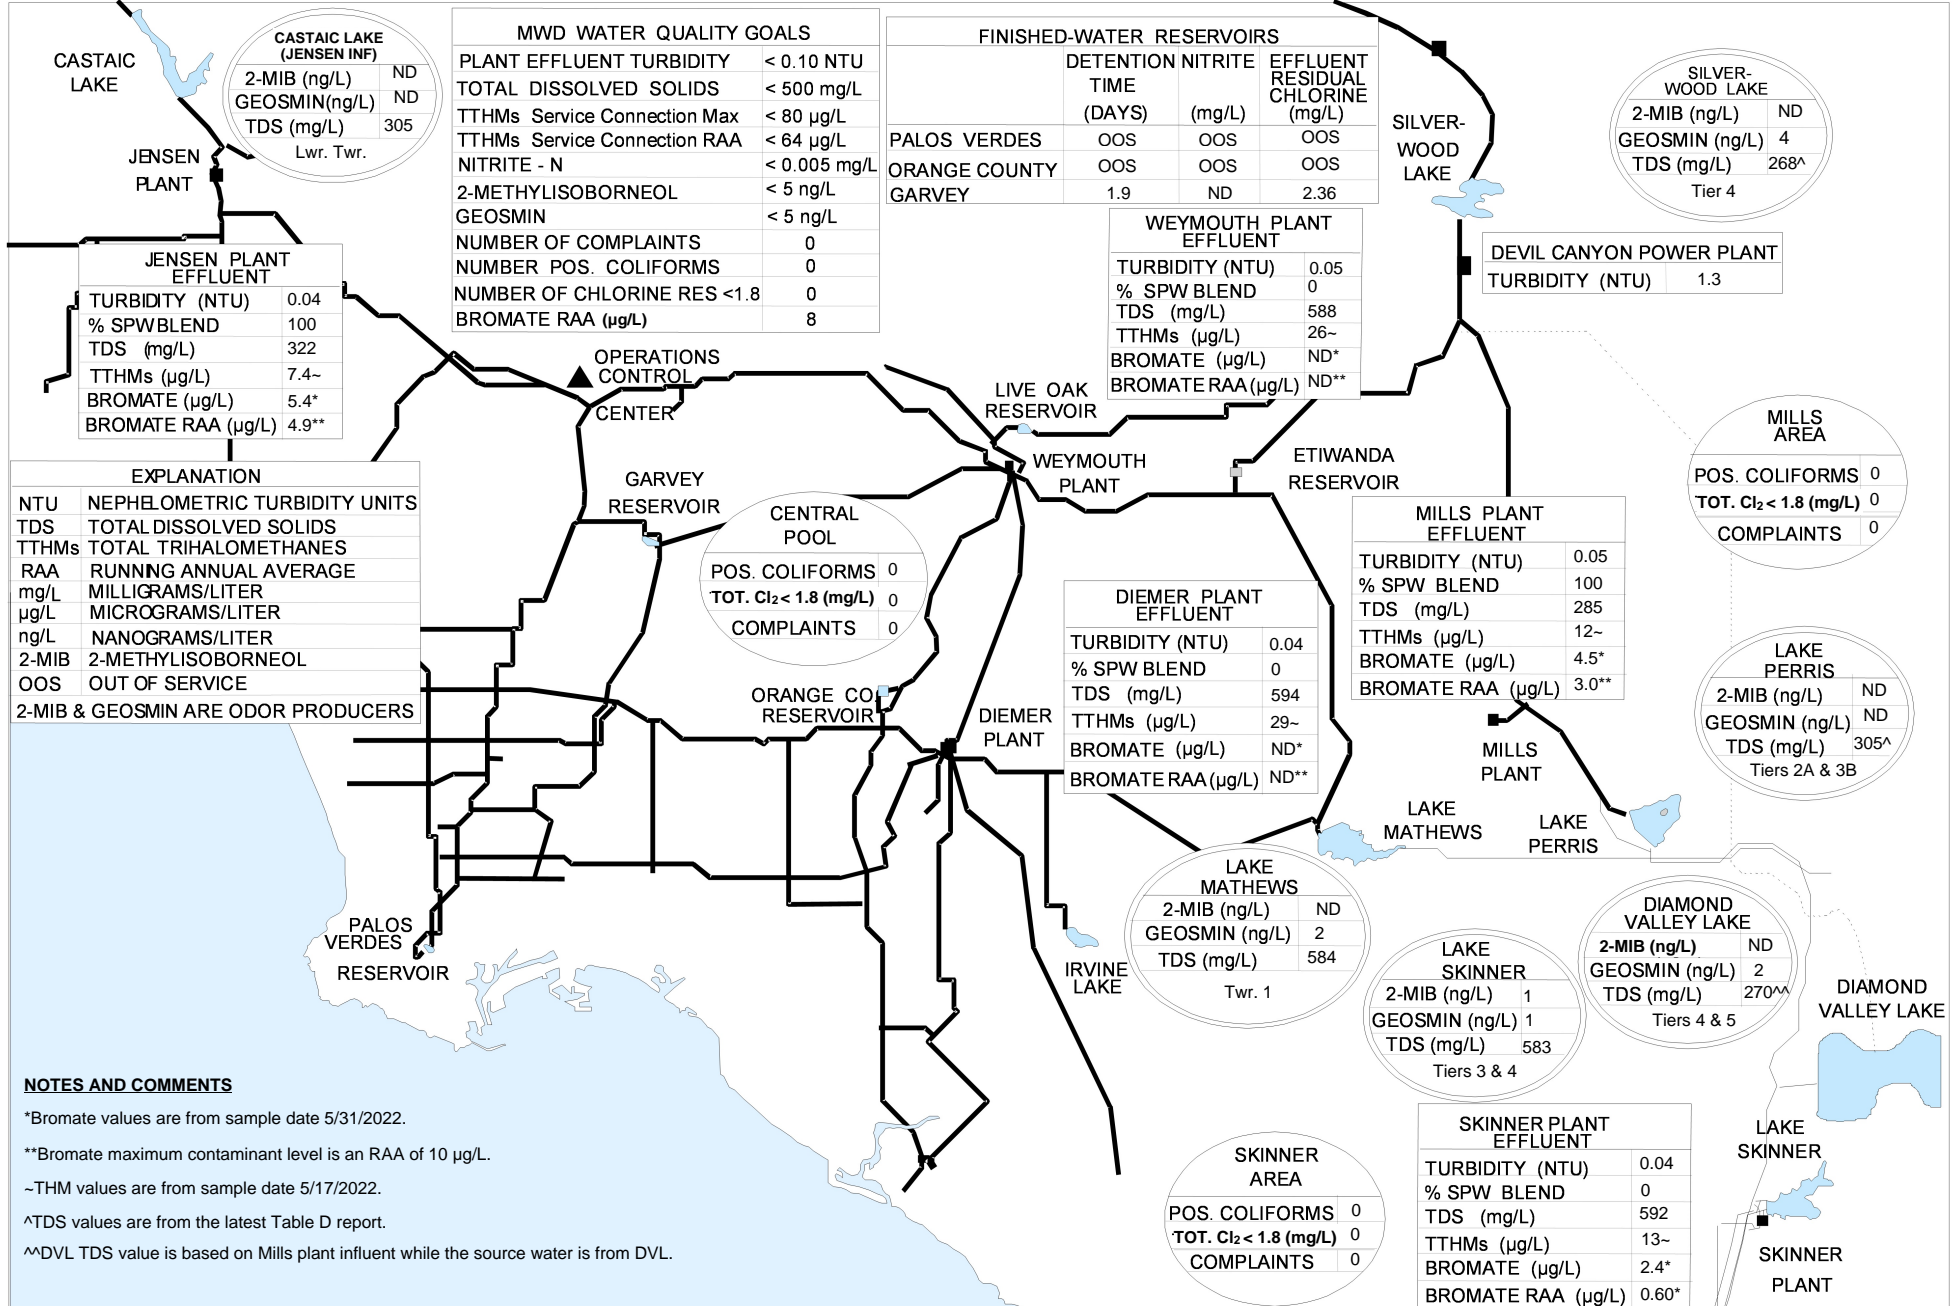 CASTAIC
LAKE
CASTAIC LAKE
(JENSEN INF)
2-MIB (ng/L) ND
GEOSMIN(ng/L) ND
TDS (mg/L) 305
Lwr. Twr.
MWD WATER QUALITY GOALS
PLANT EFFLUENT TURBIDITY < 0.10 NTU
TOTAL DISSOLVED SOLIDS < 500 mg/L
TTHMs Service Connection Max < 80 µg/L
TTHMs Service Connection RAA < 64 µg/L
NITRITE - N < 0.005 mg/L
2-METHYLISOBORNEOL < 5 ng/L
GEOSMIN < 5 ng/L
NUMBER OF COMPLAINTS 0
NUMBER POS. COLIFORMS 0
NUMBER OF CHLORINE RES <1.8 0
BROMATE RAA (µg/L) 8
FINISHED-WATER RESERVOIRS
DETENTION NITRITE EFFLUENT
TIME RESIDUAL
CHLORINE
(DAYS) (mg/L) (mg/L)
PALOS VERDES OOS OOS OOS
ORANGE COUNTY OOS OOS OOS
GARVEY 1.9 ND 2.36
SILVER-
WOOD
LAKE
SILVER-
WOOD LAKE
2-MIB (ng/L) ND
GEOSMIN (ng/L) 4
TDS (mg/L) 268^
Tier 4
JENSEN
PLANT
JENSEN PLANT
EFFLUENT
TURBIDITY (NTU) 0.04
% SPW BLEND 100
TDS (mg/L) 322
TTHMs (µg/L) 7.4~
BROMATE (µg/L) 5.4*
BROMATE RAA (µg/L) 4.9**
WEYMOUTH PLANT
EFFLUENT
TURBIDITY (NTU) 0.05
% SPW BLEND 0
TDS (mg/L) 588
TTHMs (µg/L) 26~
BROMATE (µg/L) ND*
BROMATE RAA (µg/L) ND**
DEVIL CANYON POWER PLANT
TURBIDITY (NTU) 1.3
OPERATIONS
CONTROL
CENTER
LIVE OAK
RESERVOIR
WEYMOUTH
PLANT
ETIWANDA
RESERVOIR
GARVEY
RESERVOIR
MILLS
AREA
POS. COLIFORMS 0
TOT. Cl2 < 1.8 (mg/L) 0
COMPLAINTS 0
EXPLANATION
NTU NEPHELOMETRIC TURBIDITY UNITS
TDS TOTAL DISSOLVED SOLIDS
TTHMs TOTAL TRIHALOMETHANES
RAA RUNNING ANNUAL AVERAGE
mg/L MILLIGRAMS/LITER
µg/L MICROGRAMS/LITER
ng/L NANOGRAMS/LITER
2-MIB 2-METHYLISOBORNEOL
OOS OUT OF SERVICE
2-MIB & GEOSMIN ARE ODOR PRODUCERS
CENTRAL
POOL
POS. COLIFORMS 0
TOT. Cl2 < 1.8 (mg/L) 0
COMPLAINTS 0
MILLS PLANT
EFFLUENT
TURBIDITY (NTU) 0.05
% SPW BLEND 100
TDS (mg/L) 285
TTHMs (µg/L) 12~
BROMATE (µg/L) 4.5*
BROMATE RAA (µg/L) 3.0**
DIEMER PLANT
EFFLUENT
TURBIDITY (NTU) 0.04
% SPW BLEND 0
TDS (mg/L) 594
TTHMs (µg/L) 29~
BROMATE (µg/L) ND*
BROMATE RAA (µg/L) ND**
LAKE
PERRIS
2-MIB (ng/L) ND
GEOSMIN (ng/L) ND
TDS (mg/L) 305^
Tiers 2A & 3B
ORANGE CO
RESERVOIR
DIEMER
PLANT
MILLS
PLANT
LAKE
MATHEWS
LAKE
PERRIS
LAKE
MATHEWS
2-MIB (ng/L) ND
GEOSMIN (ng/L) 2
TDS (mg/L) 584
Twr. 1
DIAMOND
VALLEY LAKE
2-MIB (ng/L) ND
GEOSMIN (ng/L) 2
TDS (mg/L) 270^^
Tiers 4 & 5
LAKE
SKINNER
2-MIB (ng/L) 1
GEOSMIN (ng/L) 1
TDS (mg/L) 583
Tiers 3 & 4
PALOS
VERDES
RESERVOIR
IRVINE
LAKE
DIAMOND
VALLEY LAKE
NOTES AND COMMENTS
*Bromate values are from sample date 5/31/2022.
**Bromate maximum contaminant level is an RAA of 10 µg/L.
~THM values are from sample date 5/17/2022.
^TDS values are from the latest Table D report.
^^DVL TDS value is based on Mills plant influent while the source water is from DVL.
SKINNER
AREA
POS. COLIFORMS 0
TOT. Cl2 < 1.8 (mg/L) 0
COMPLAINTS 0
SKINNER PLANT
EFFLUENT
TURBIDITY (NTU) 0.04
% SPW BLEND 0
TDS (mg/L) 592
TTHMs (µg/L) 13~
BROMATE (µg/L) 2.4*
BROMATE RAA (µg/L) 0.60*
LAKE
SKINNER
SKINNER
PLANT